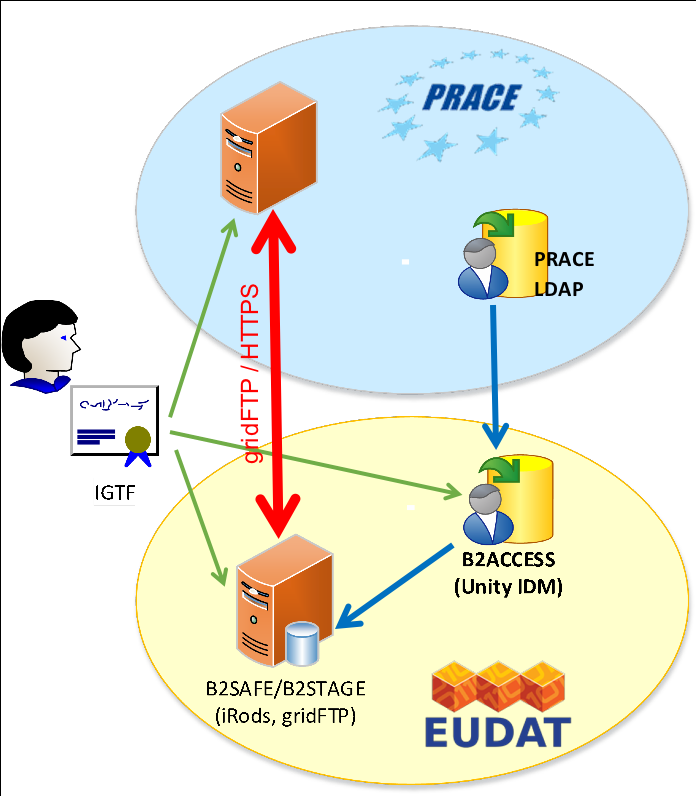 PRACE
PRACE
LDAP
gridFTP / HTTPS
IGTF
B2ACCESS
(Unity IDM)
B2SAFE/B2STAGE
(iRods, gridFTP)
EUDAT